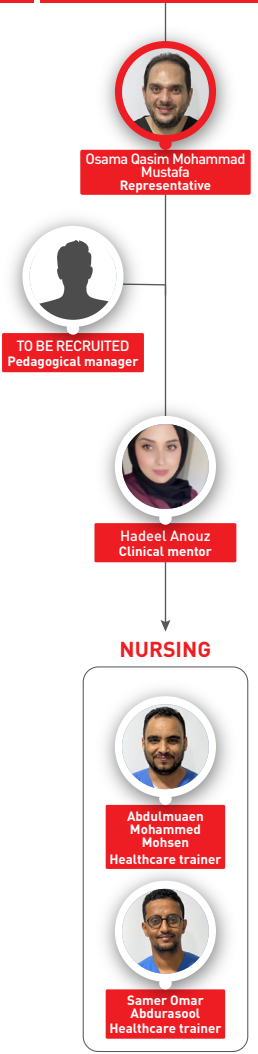 Osama Qasim Mohammad
Mustafa
Representative
TO BE RECRUITED
Pedagogical manager
Hadeel Anouz
Clinical mentor
NURSING
Abdulmuaen
Mohammed
Mohsen
Healthcare trainer
Samer Omar
Abdurasool
Healthcare trainer